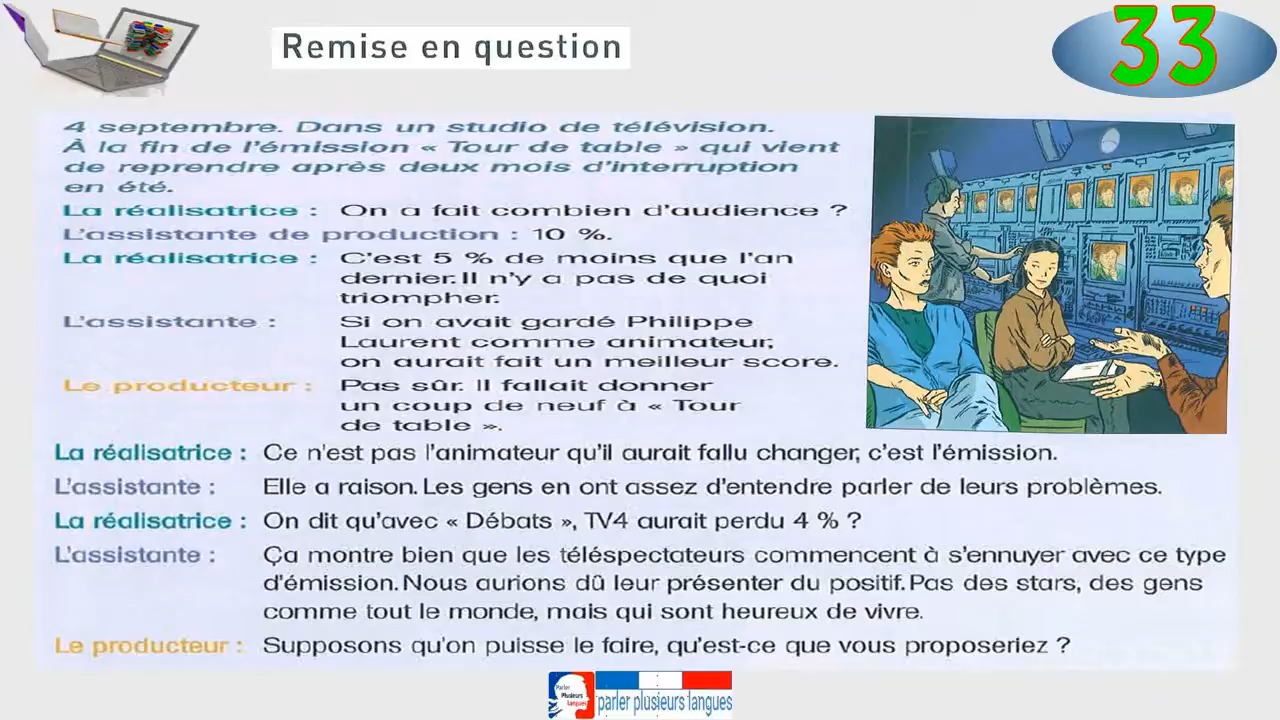 Remise en question
33
4 septembre. Dans un studio de télévision.
À la fin de l'émission « Tour de table » qui vient
de reprendre après deux mois d'interruption
en été.
La réalisatrice : On a fait combien d'audience ?
L'assistante de production : 10 %.
La réalisatrice : C'est 5 % de moins que l'an
dernier. Il n'y a pas de quoi
triompher.
L'assistante : Si on avait gardé Philippe
Laurent comme animateur,
on aurait fait un meilleur score.
Le producteur : Pas sûr. Il fallait donner
un coup de neuf à « Tour
de table ».
La réalisatrice : Ce n'est pas l'animateur qu'il aurait fallu changer, c'est l'émission.
L'assistante : Elle a raison. Les gens en ont assez d'entendre parler de leurs problèmes.
La réalisatrice : On dit qu'avec « Débats », TV4 aurait perdu 4 % ?
L'assistante : Ça montre bien que les téléspectateurs commencent à s'ennuyer avec ce type
d'émission. Nous aurions dû leur présenter du positif. Pas des stars, des gens
comme tout le monde, mais qui sont heureux de vivre.
Le producteur : Supposons qu'on puisse le faire, qu'est-ce que vous proposeriez ?
Parler
Plusieurs
langues
parler plusieurs langues